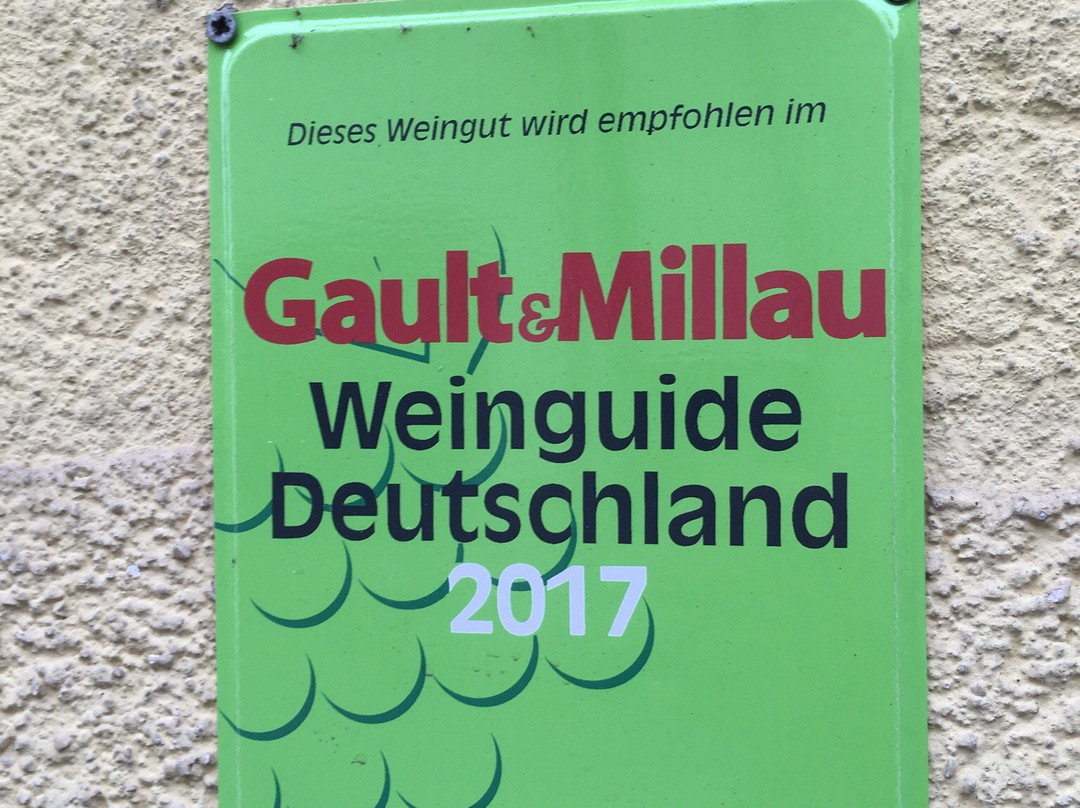 Dieses Weingut wird empfohlen im
Gault&Millau
Weinguide
Deutschland
2017